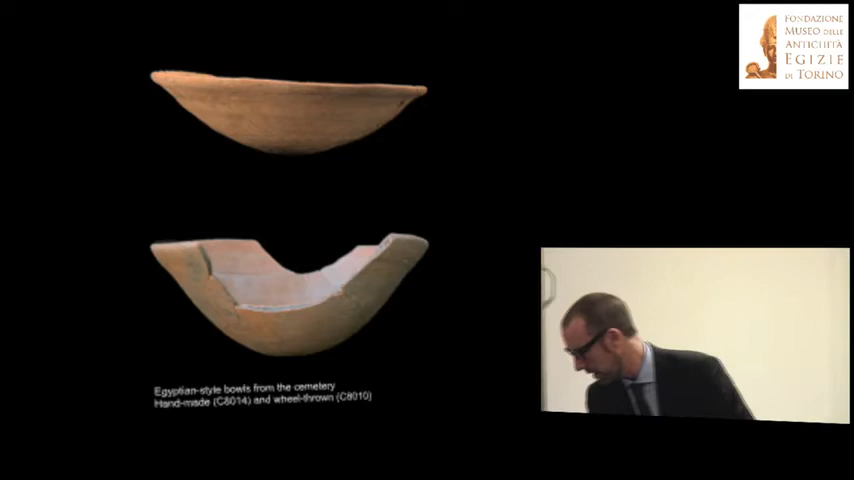 FONDAZIONE
MUSEO DELLE
ANTICHITÀ
EGIZIE
DI TORINO
Egyptian-style bowls from the cemetery
Hand-made (C8014) and wheel-thrown (C8010)